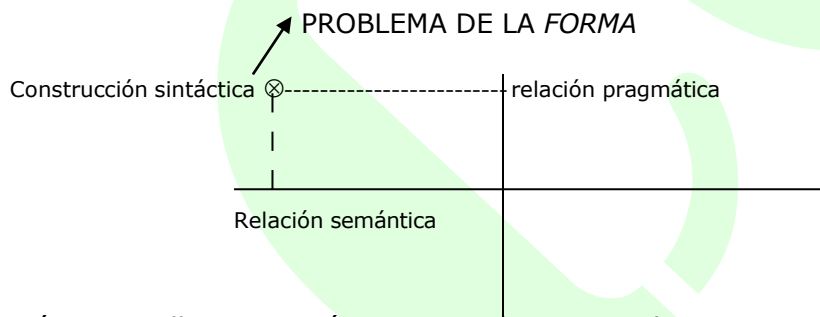 PROBLEMA DE LA FORMA
Construcción sintáctica ⊗------------------------- relación pragmática
Relación semántica